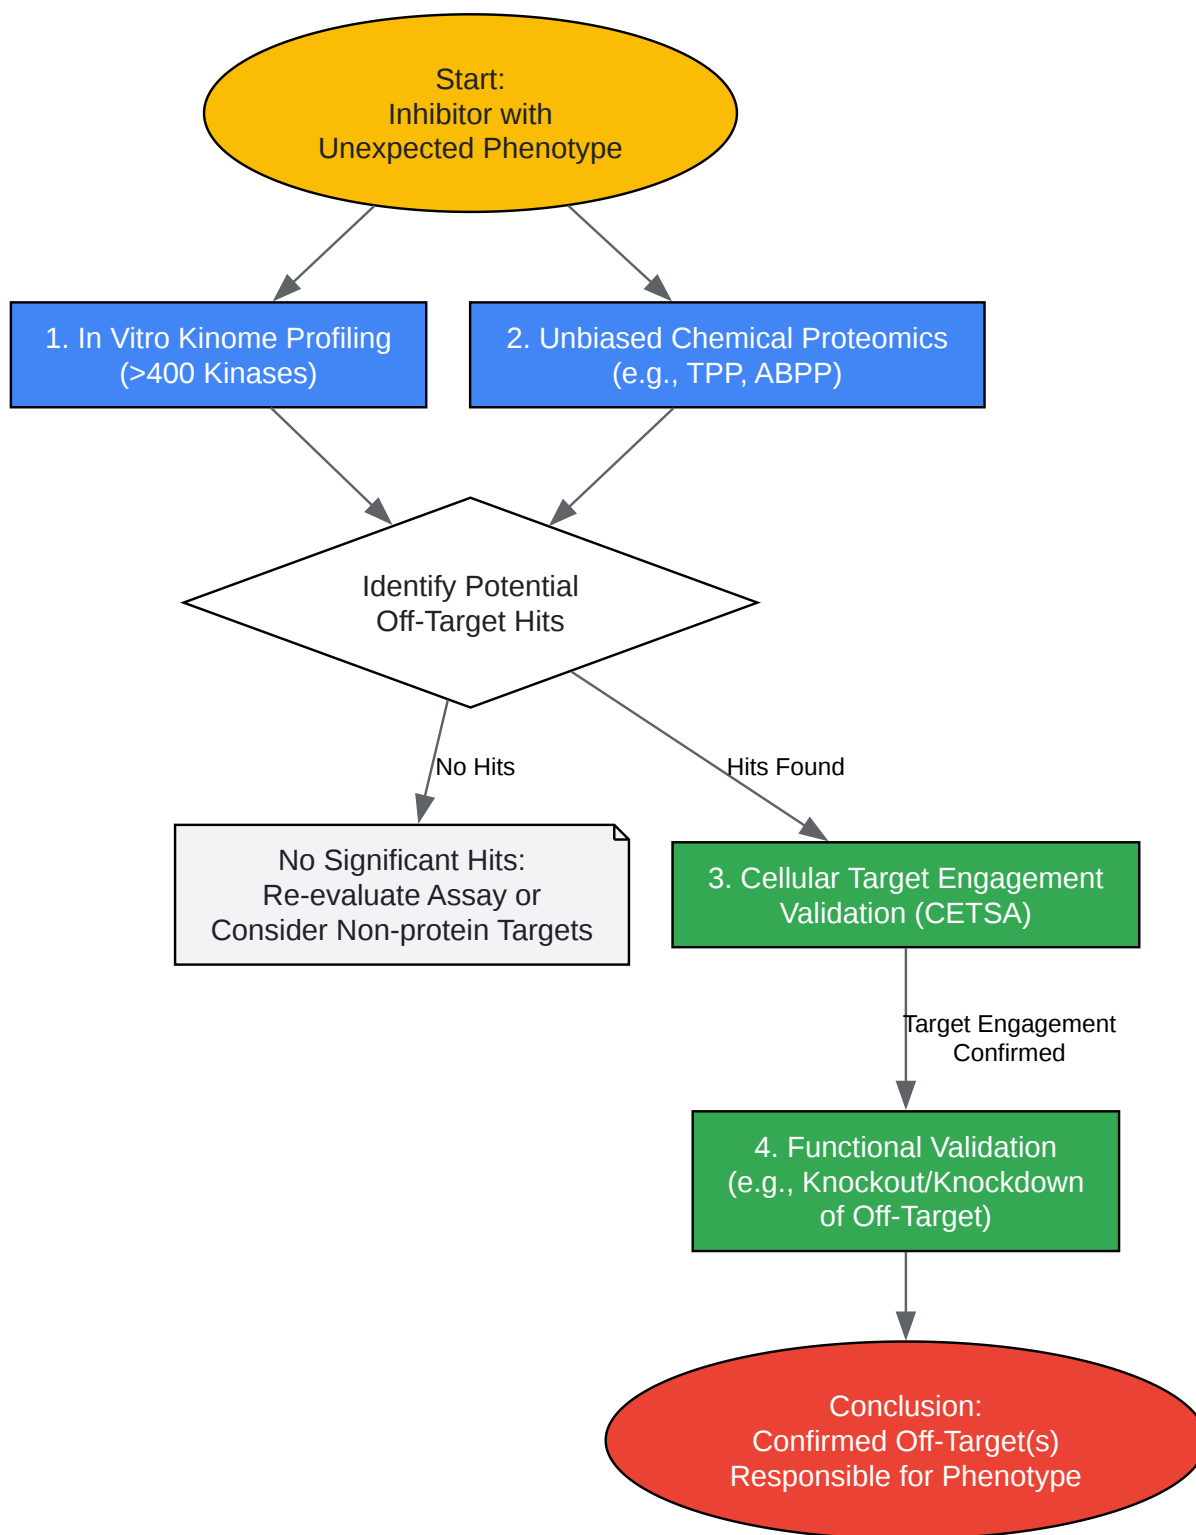 Start:
Inhibitor with
Unexpected Phenotype
1. In Vitro Kinome Profiling
(>400 Kinases)
2. Unbiased Chemical Proteomics
(e.g., TPP, ABPP)
Identify Potential
Off-Target Hits
No Hits
Hits Found
No Significant Hits:
Re-evaluate Assay or
Consider Non-protein Targets
3. Cellular Target Engagement
Validation (CETSA)
Target Engagement
Confirmed
4. Functional Validation
(e.g., Knockout/Knockdown
of Off-Target)
Conclusion:
Confirmed Off-Target(s)
Responsible for Phenotype